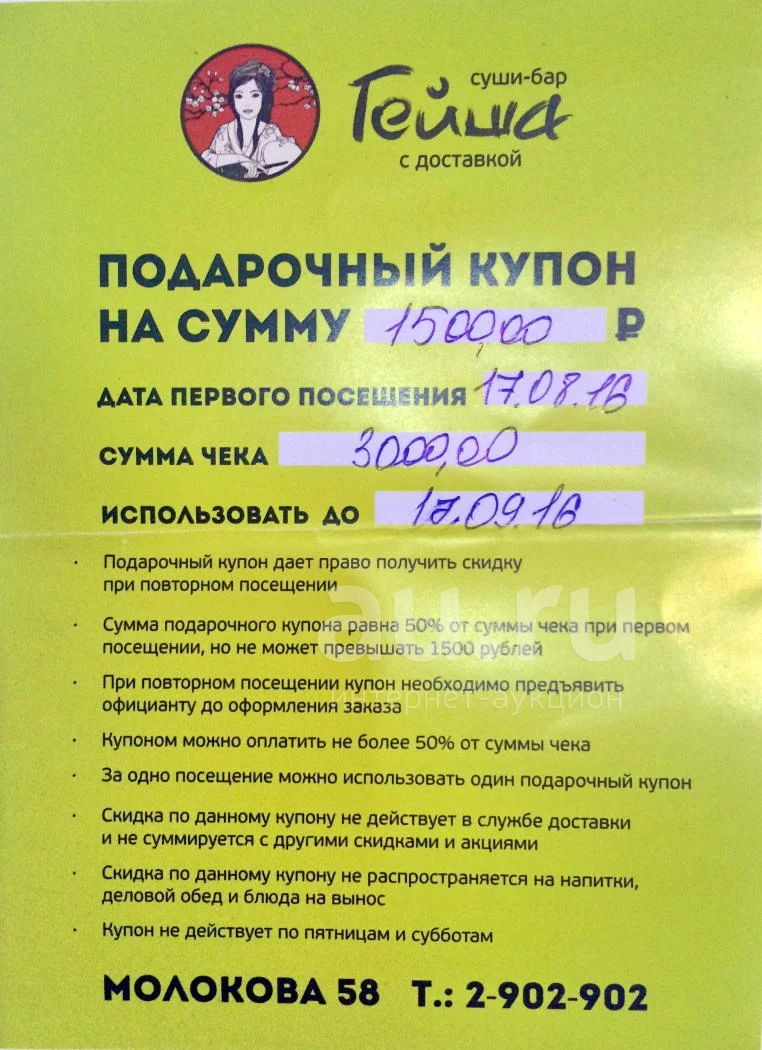 суши-бар
Гейша
с доставкой
ПОДАРОЧНЫЙ КУПОН
НА СУММУ 1500,00 ₽
ДАТА ПЕРВОГО ПОСЕЩЕНИЯ 17.08.16
СУММА ЧЕКА 3000,00
ИСПОЛЬЗОВАТЬ ДО 17.09.16
· Подарочный купон дает право получить скидку
при повторном посещении
· Сумма подарочного купона равна 50% от суммы чека при первом
посещении, но не может превышать 1500 рублей
au.ru
· При повторном посещении купон необходимо предъявить
интернет-аукцион
официанту до оформления заказа
· Купоном можно оплатить не более 50% от суммы чека
· За одно посещение можно использовать один подарочный купон
· Скидка по данному купону не действует в службе доставки
и не суммируется с другими скидками и акциями
· Скидка по данному купону не распространяется на напитки,
деловой обед и блюда на вынос
· Купон не действует по пятницам и субботам
МОЛОКОВА 58 Т.: 2-902-902